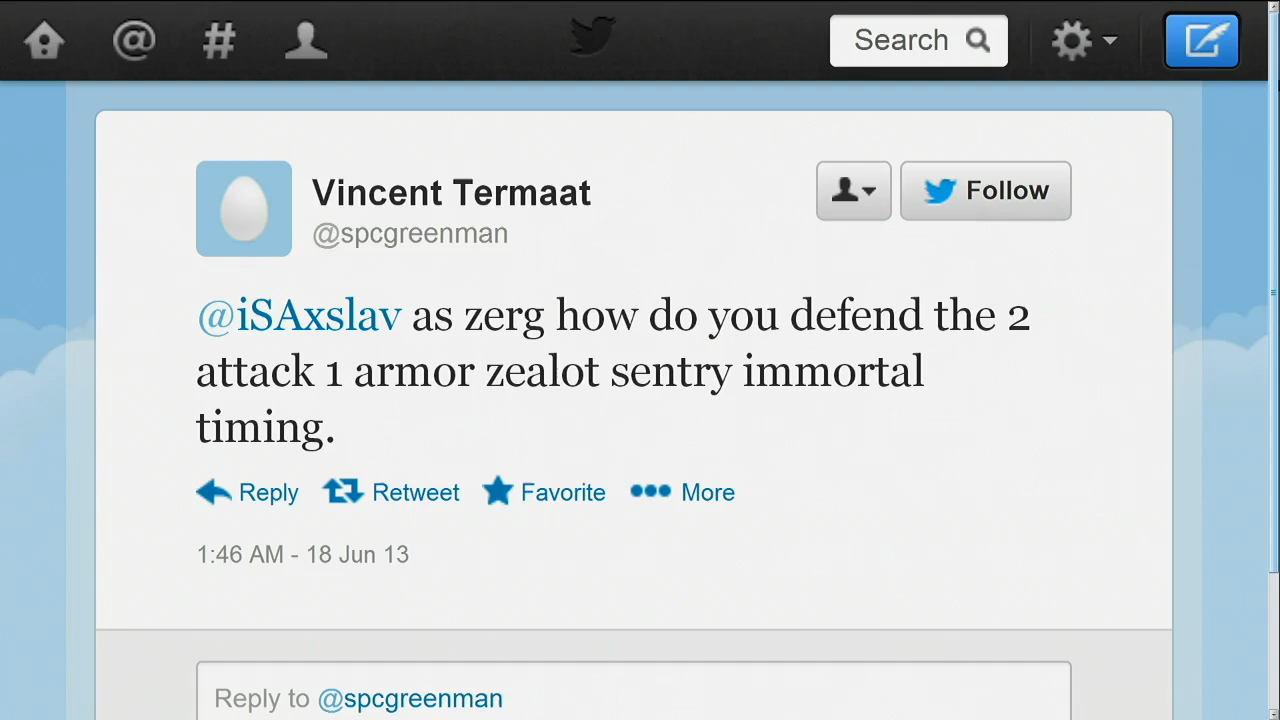 Search
Vincent Termaat
@spcgreenman
Follow
@iSAxslav as zerg how do you defend the 2
attack 1 armor zealot sentry immortal
timing.
Reply Retweet Favorite More
1:46 AM - 18 Jun 13
Reply to @spcgreenman